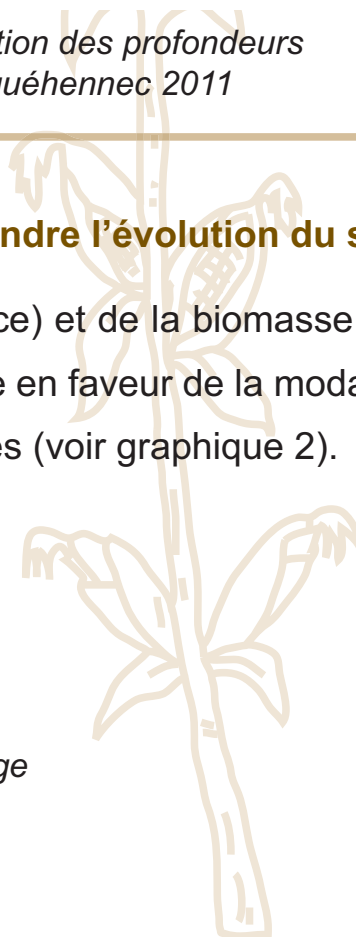 tion des profondeurs
uéhennec 2011
ndre l’évolution du s
ce) et de la biomasse
e en faveur de la moda
es (voir graphique 2).
ge